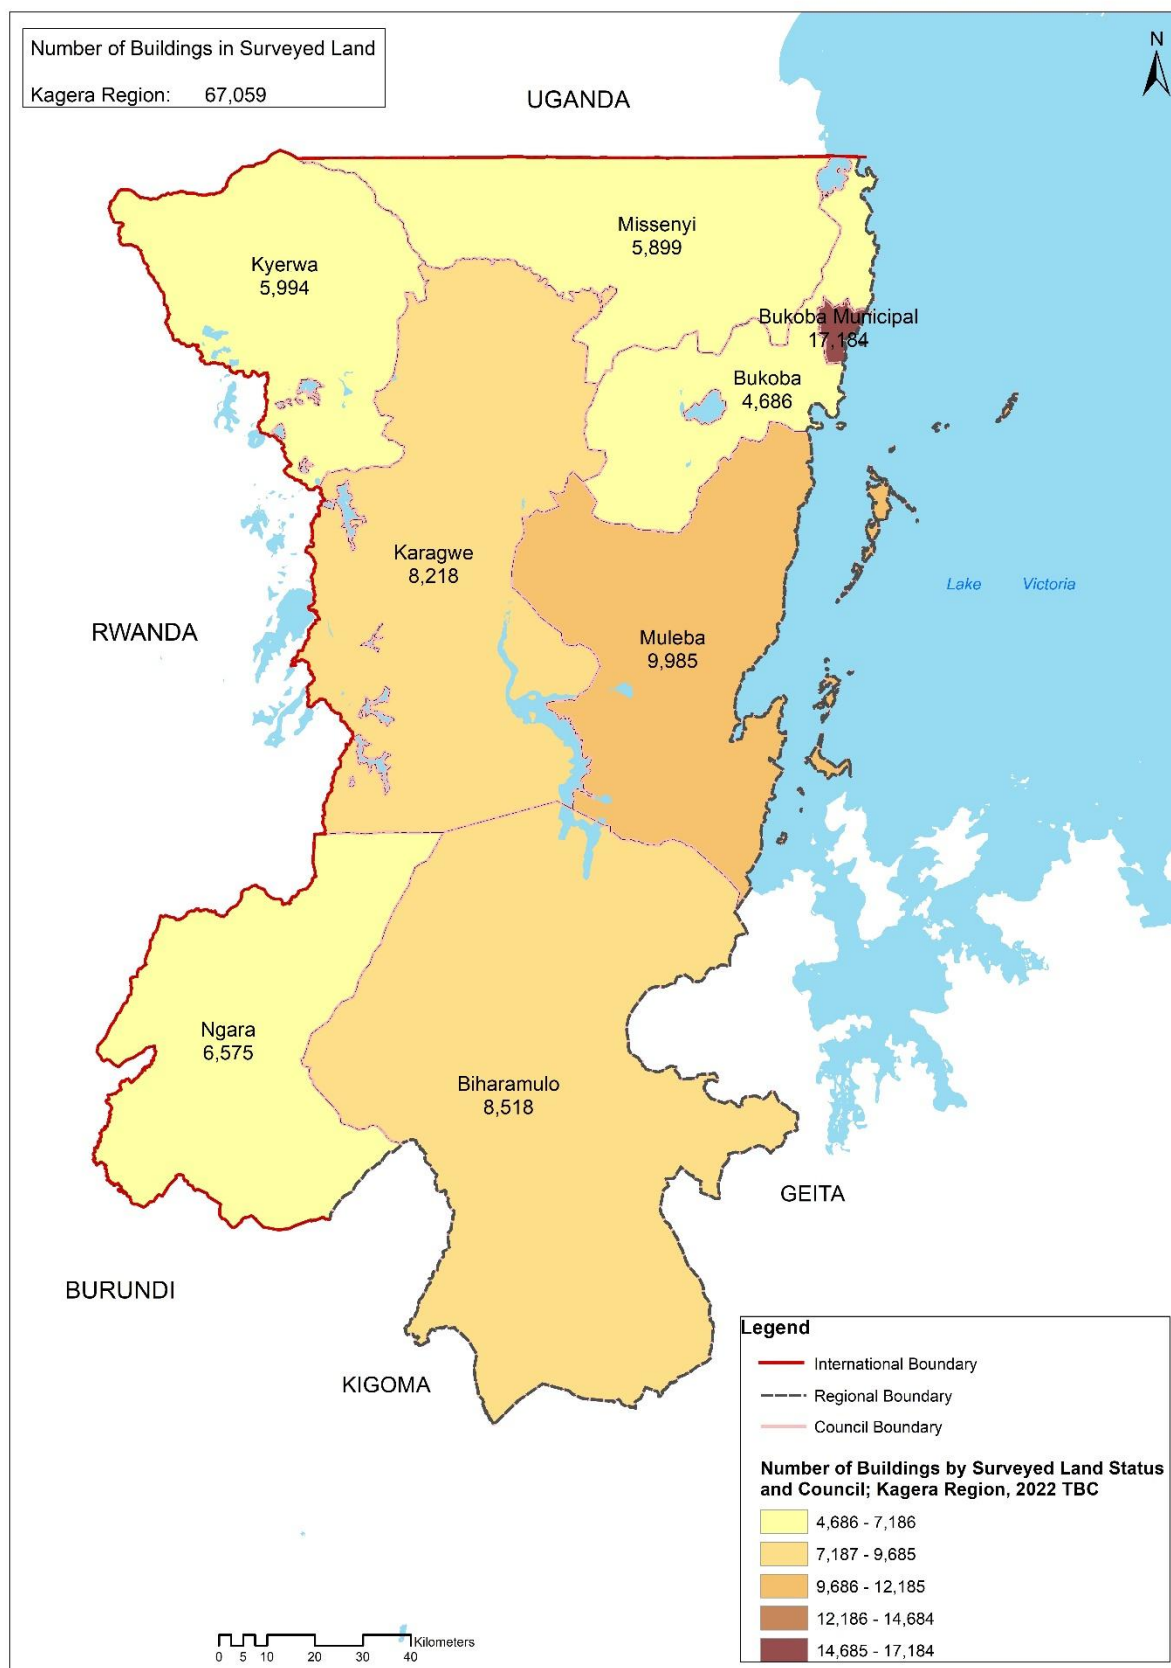 Number of Buildings in Surveyed Land
Kagera Region: 67,059
N
UGANDA
Missenyi
5,899
Kyerwa
5,994
Bukoba Municipal
17,184
Bukoba
4,686
Karagwe
8,218
Lake Victoria
RWANDA
Muleba
9,985
Ngara
6,575
Biharamulo
8,518
GEITA
BURUNDI
KIGOMA
Legend
International Boundary
Regional Boundary
Council Boundary
Number of Buildings by Surveyed Land Status
and Council; Kagera Region, 2022 TBC
4,686 - 7,186
7,187 - 9,685
9,686 - 12,185
12,186 - 14,684
14,685 - 17,184
Kilometers
0 5 10 20 30 40